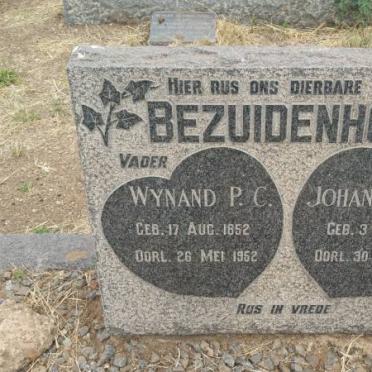 HIER RUS ONS DIERBARE
BEZUIDENH
VADER
WYNAND P. C.
GEB. 17 AUG. 1852
OORL. 26 MEI 1952
JOHAN
GEB. 3
OORL. 30
RUS IN VREDE